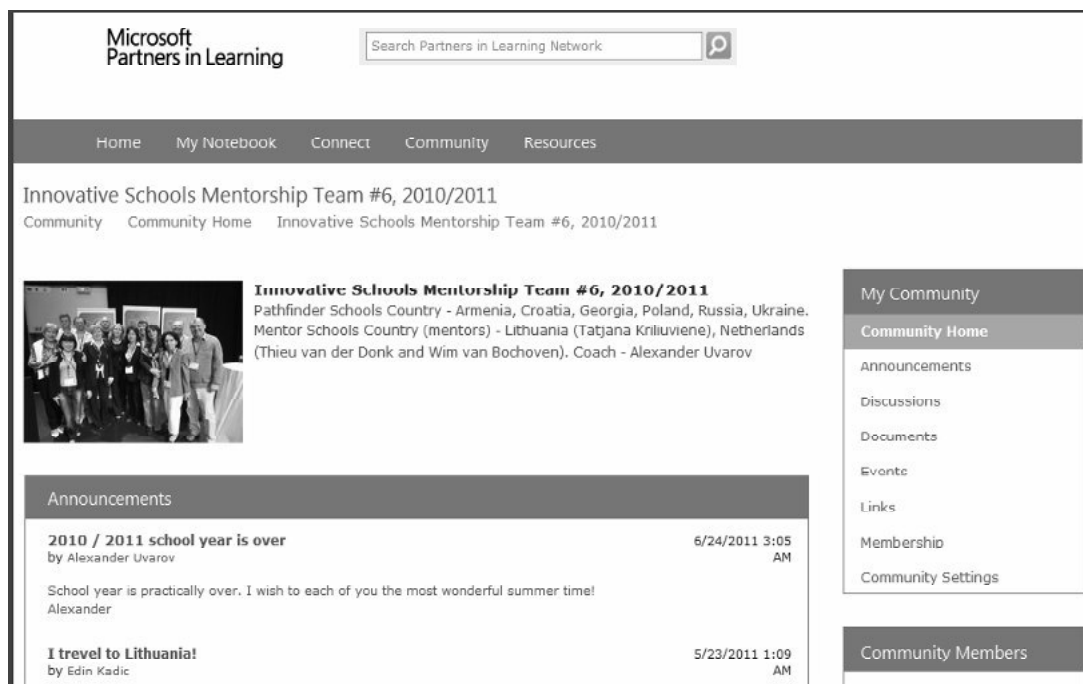 Microsoft
Partners in Learning
Search Partners in Learning Network
Home My Notebook Connect Community Resources
Innovative Schools Mentorship Team #6, 2010/2011
Community Community Home Innovative Schools Mentorship Team #6, 2010/2011
Innovative Schools Mentorship Team #6, 2010/2011
Pathfinder Schools Country - Armenia, Croatia, Georgia, Poland, Russia, Ukraine.
Mentor Schools Country (mentors) - Lithuania (Tatjana Kriliuviene), Netherlands
(Thieu van der Donk and Wim van Bochoven). Coach - Alexander Uvarov
Announcements
2010 / 2011 school year is over 6/24/2011 3:05
by Alexander Uvarov AM
School year is practically over. I wish to each of you the most wonderful summer time!
Alexander
I trevel to Lithuania! 5/23/2011 1:09
by Edin Kadic AM
My Community
Community Home
Announcements
Discussions
Documents
Events
Links
Membership
Community Settings
Community Members